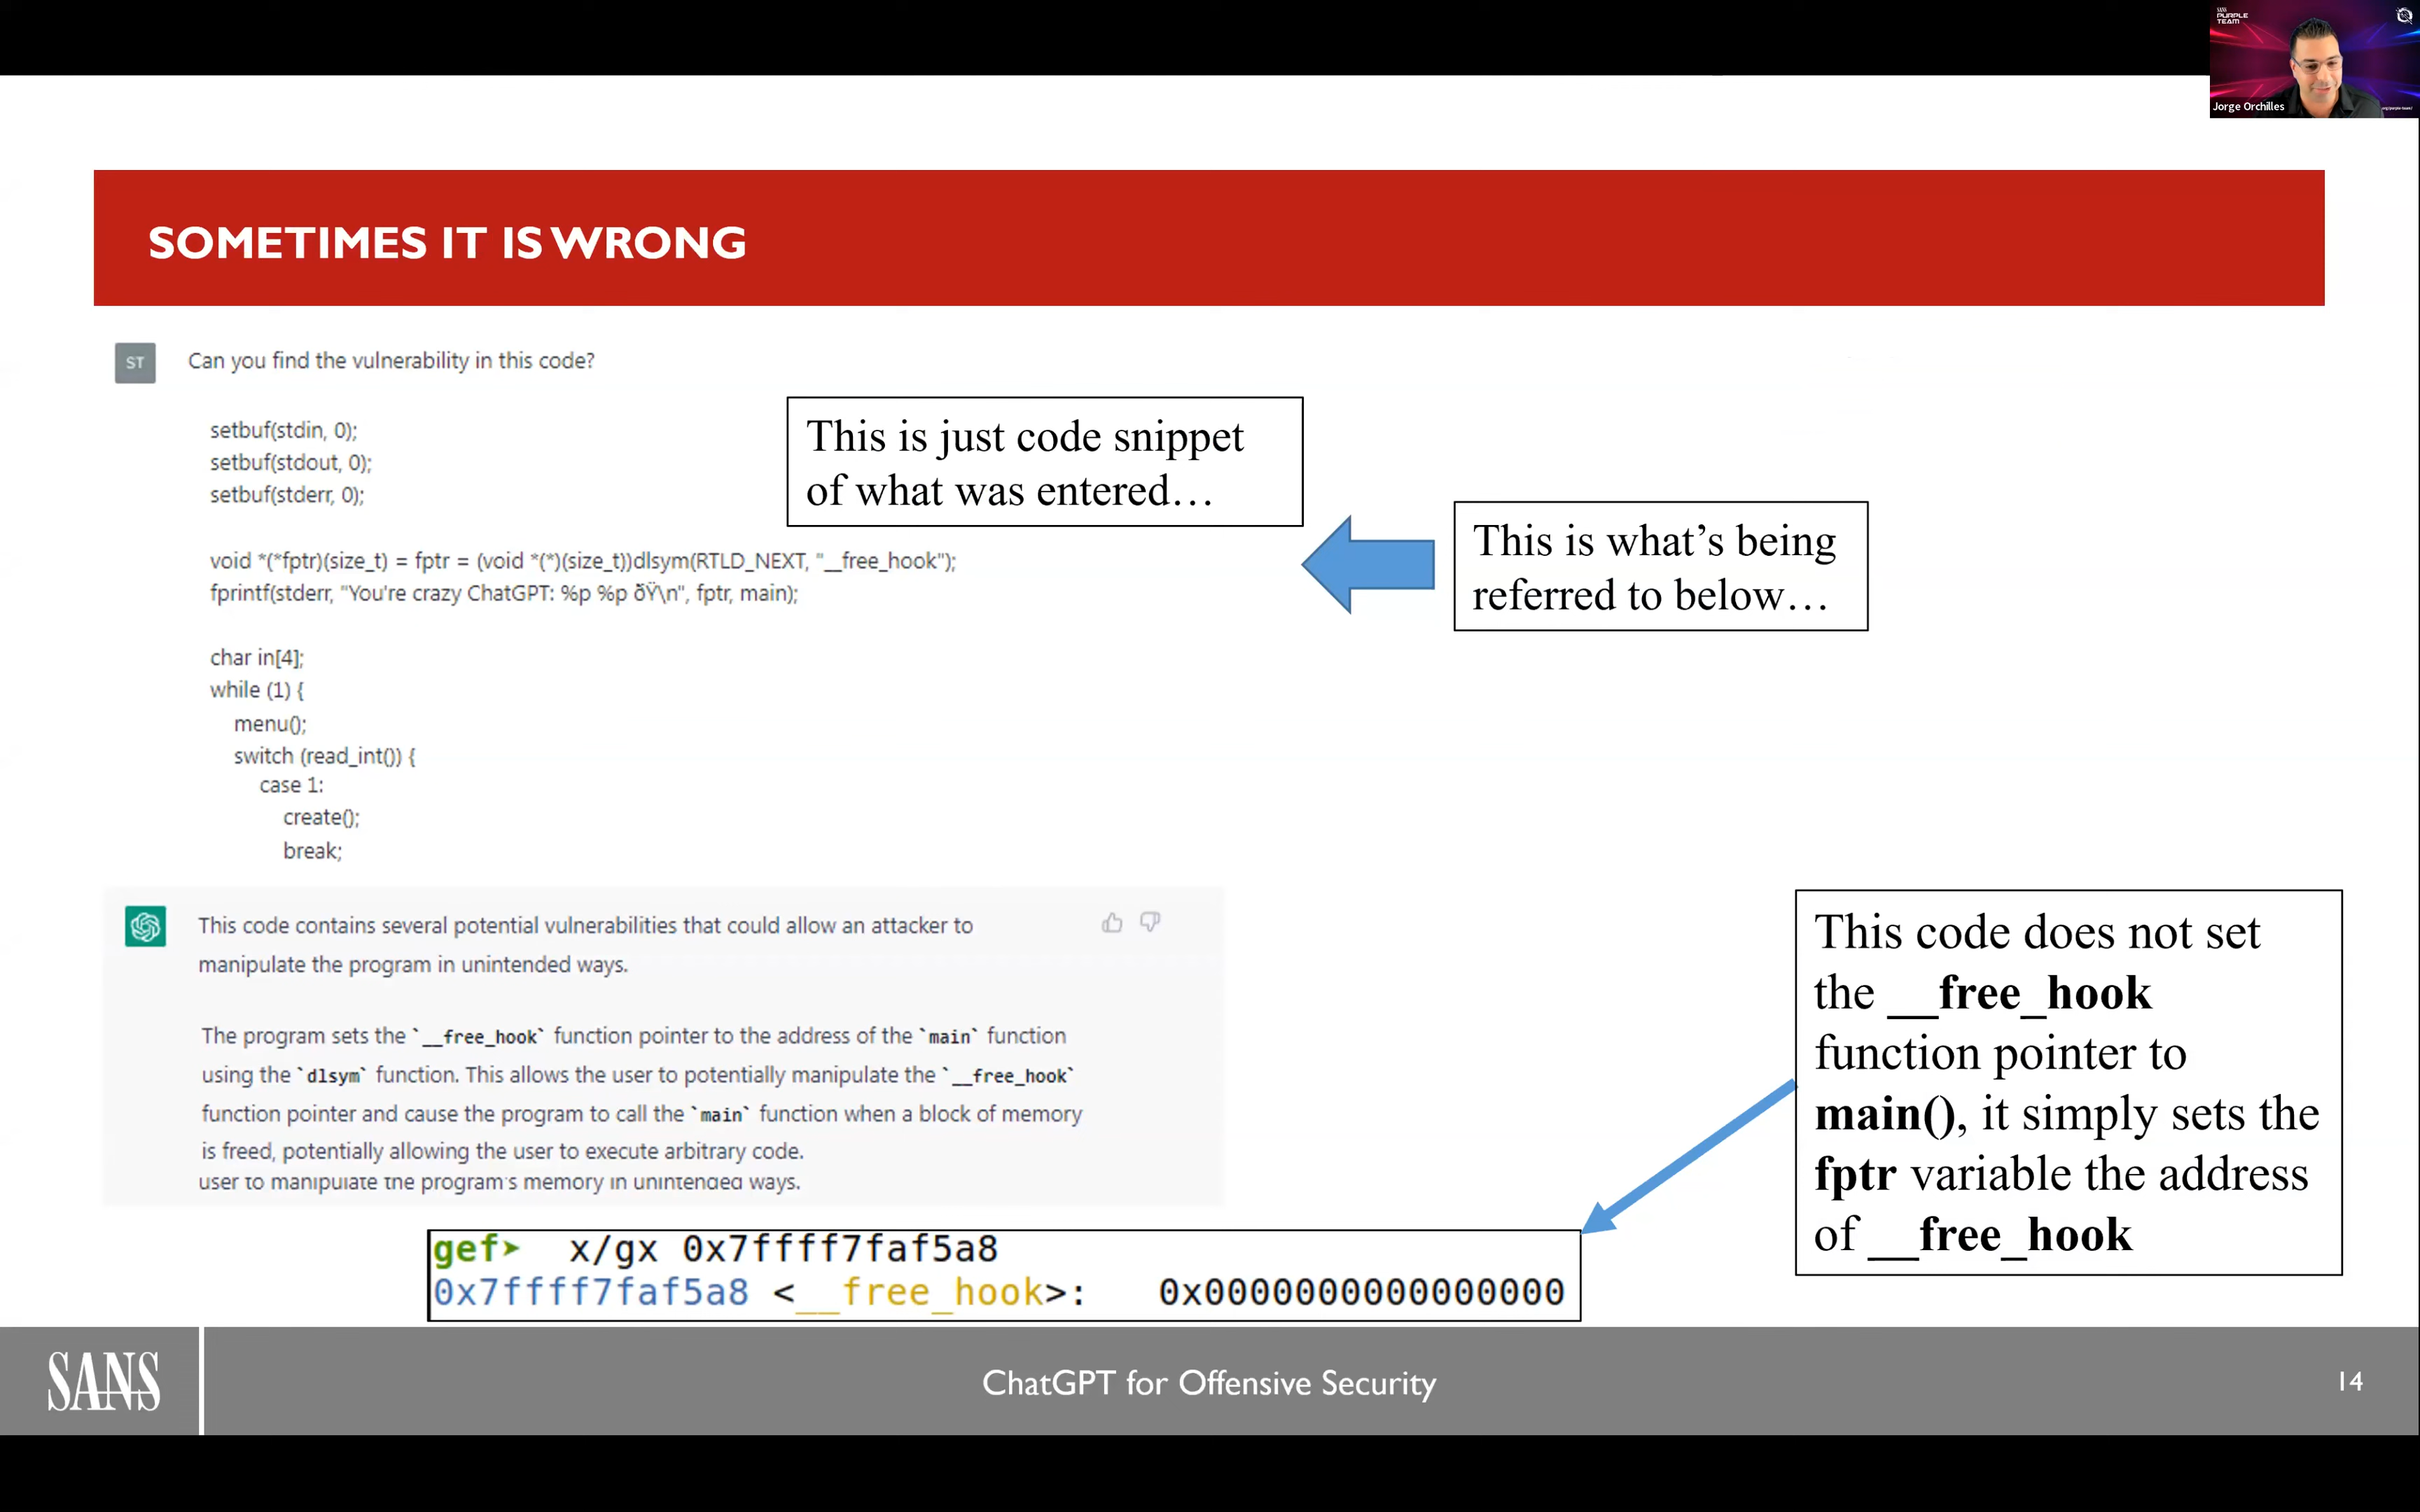 SANS
PURPLE
TEAM
Jorge Orchilles
SOMETIMES IT IS WRONG
ST
Can you find the vulnerability in this code?
setbuf(stdin, 0);
setbuf(stdout, 0);
setbuf(stderr, 0);
This is just code snippet
of what was entered…
This is what's being
referred to below…
void *(*fptr)(size_t) = fptr = (void *(*)(size_t))dlsym(RTLD_NEXT, "__free_hook");
fprintf(stderr, "You're crazy ChatGPT: %p %p ðŸ\n", fptr, main);
char in[4];
while (1) {
menu();
switch (read_int()) {
case 1:
create();
break;
This code contains several potential vulnerabilities that could allow an attacker to
manipulate the program in unintended ways.
The program sets the `__free_hook` function pointer to the address of the `main` function
using the `dlsym` function. This allows the user to potentially manipulate the `__free_hook`
function pointer and cause the program to call the `main` function when a block of memory
is freed, potentially allowing the user to execute arbitrary code.
user to manipulate the program's memory in unintended ways.
This code does not set
the __free_hook
function pointer to
main(), it simply sets the
fptr variable the address
of __free_hook
gef➤ x/gx 0x7ffff7faf5a8
0x7ffff7faf5a8 <__free_hook>: 0x0000000000000000
SANS
ChatGPT for Offensive Security
14